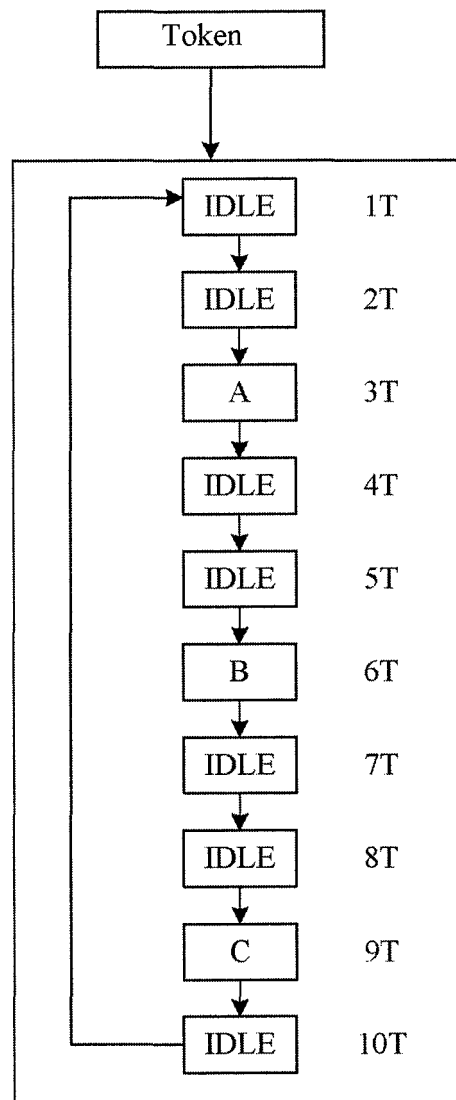 Token
IDLE 1T
IDLE 2T
A 3T
IDLE 4T
IDLE 5T
B 6T
IDLE 7T
IDLE 8T
C 9T
IDLE 10T